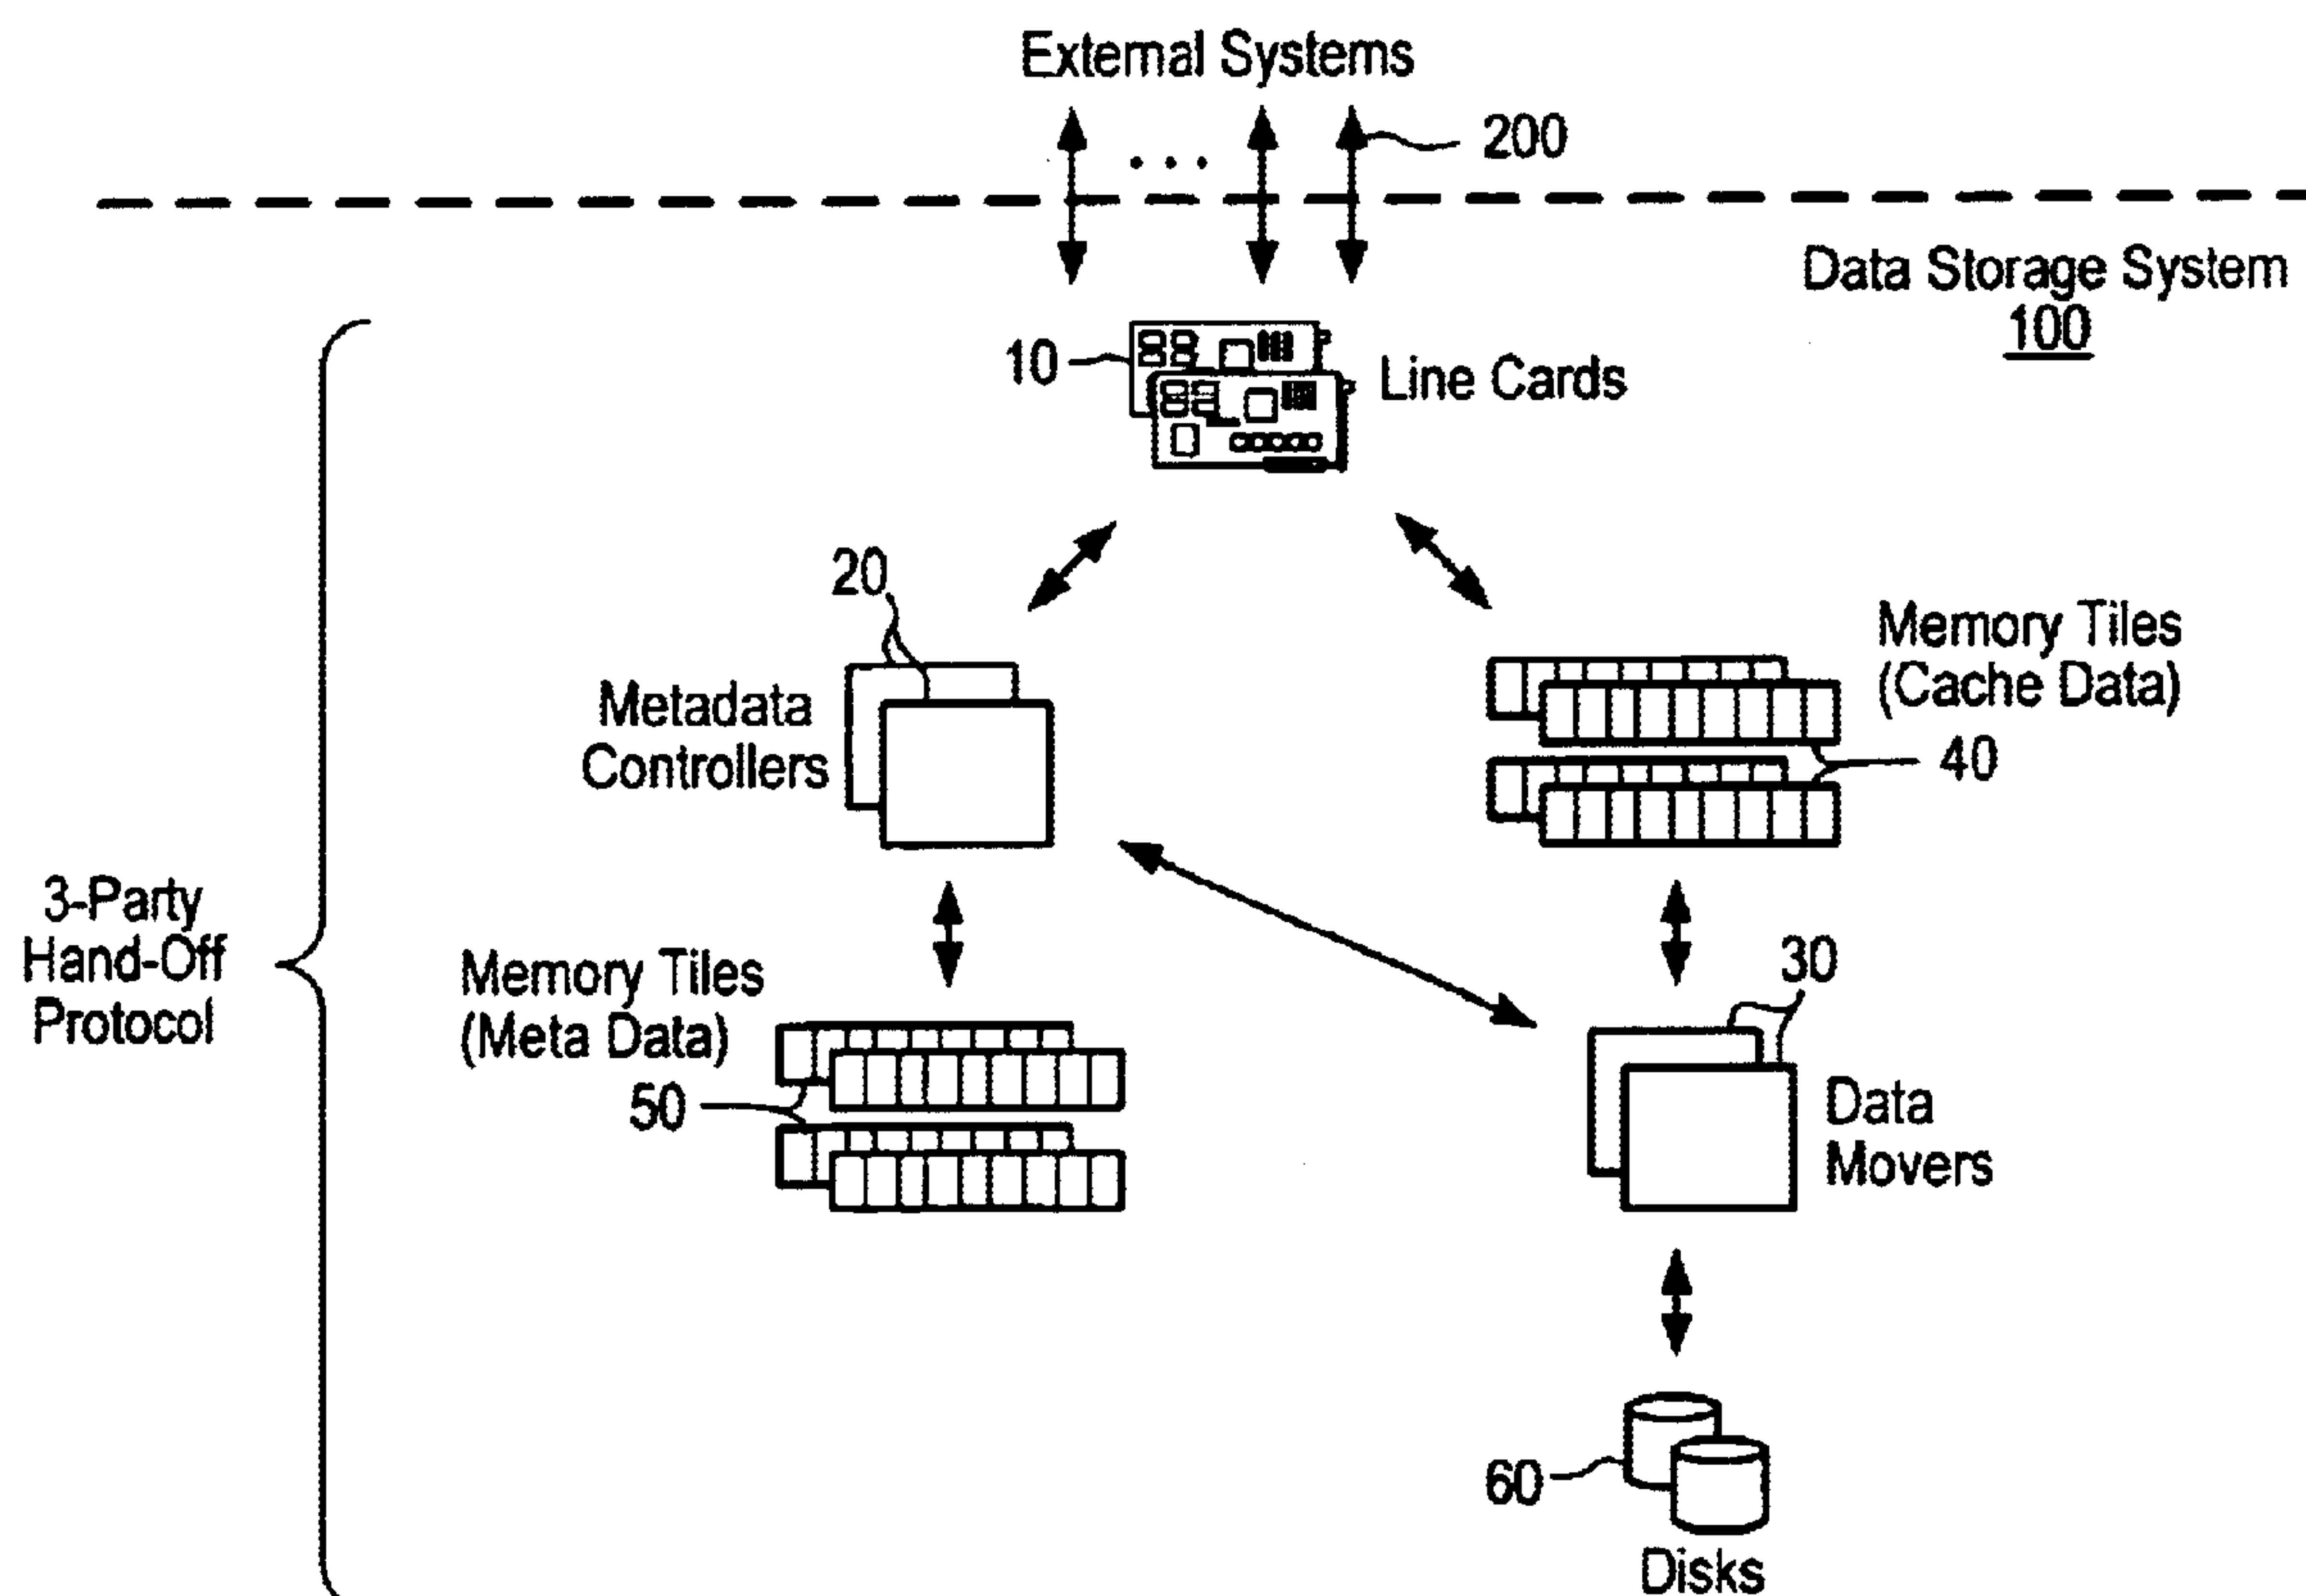 External Systems
200
Data Storage System
100
10
Line Cards
20
Metadata
Controllers
Memory Tiles
(Cache Data)
40
3-Party
Hand-Off
Protocol
Memory Tiles
(Meta Data)
50
30
Data
Movers
60
Disks